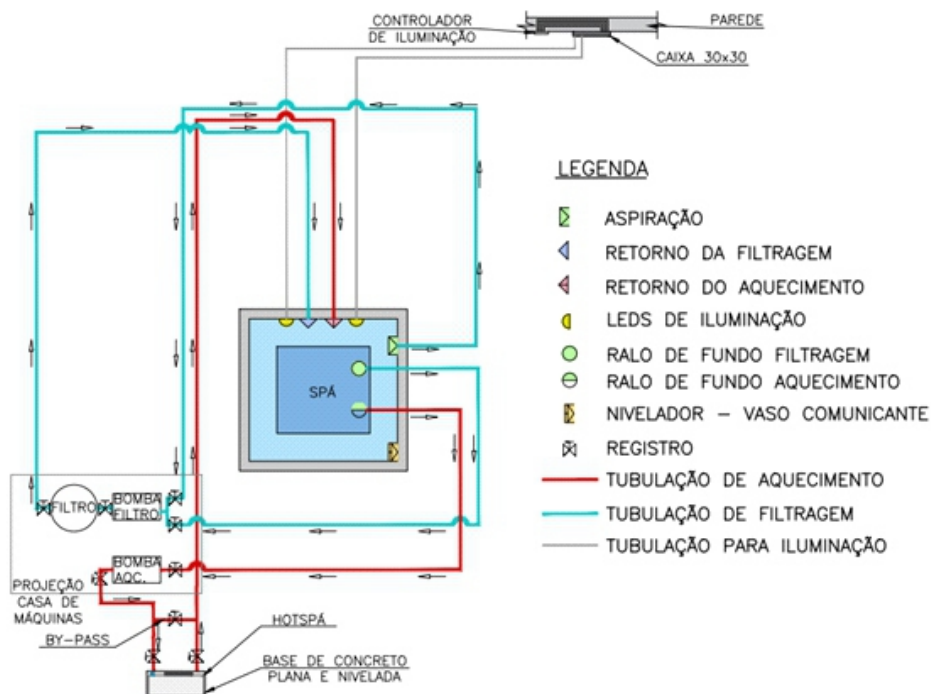 CONTROLADOR
DE ILUMINAÇÃO
PAREDE
CAIXA 30x30
LEGENDA
ASPIRAÇÃO
RETORNO DA FILTRAGEM
RETORNO DO AQUECIMENTO
LEDS DE ILUMINAÇÃO
RALO DE FUNDO FILTRAGEM
RALO DE FUNDO AQUECIMENTO
NIVELADOR – VASO COMUNICANTE
REGISTRO
TUBULAÇÃO DE AQUECIMENTO
TUBULAÇÃO DE FILTRAGEM
TUBULAÇÃO PARA ILUMINAÇÃO
SPÁ
FILTRO
BOMBA
FILTRO
BOMBA
AQC.
PROJEÇÃO
CASA DE
MÁQUINAS
BY-PASS
HOTSPÁ
BASE DE CONCRETO
PLANA E NIVELADA